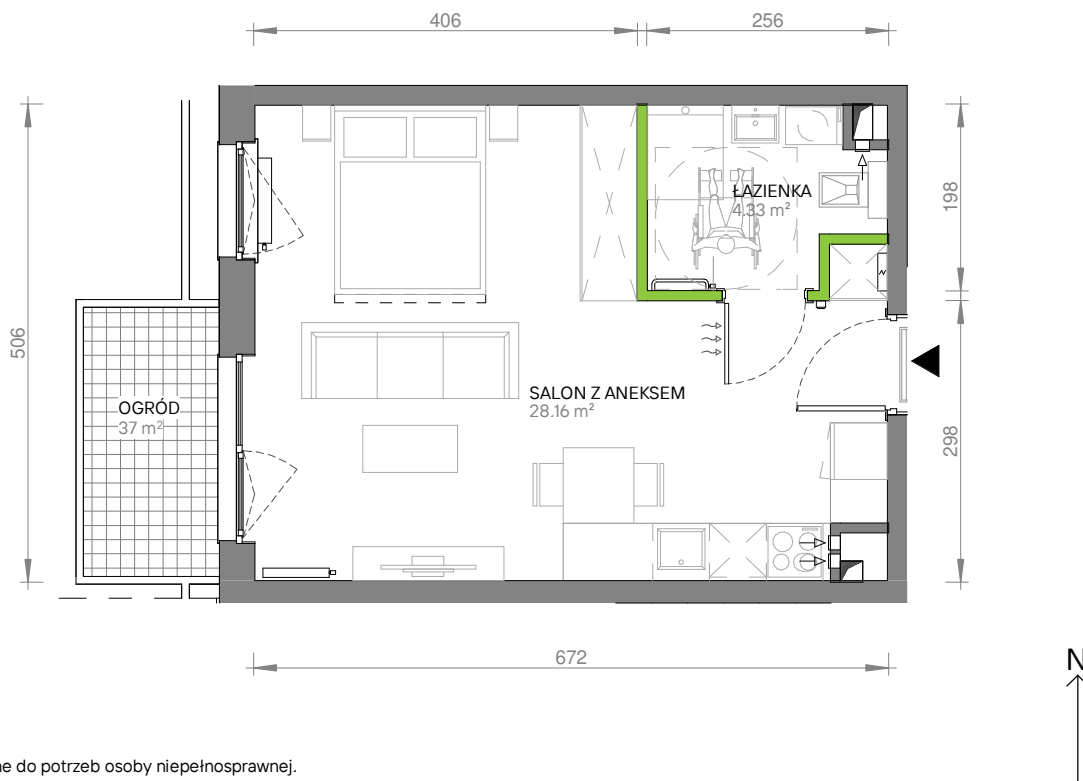 406
256
ŁAZIENKA
4.33 m²
198
506
SALON Z ANEKSEM
28.16 m²
OGRÓD
37 m²
298
672
N
do potrzeb osoby niepełnosprawnej.